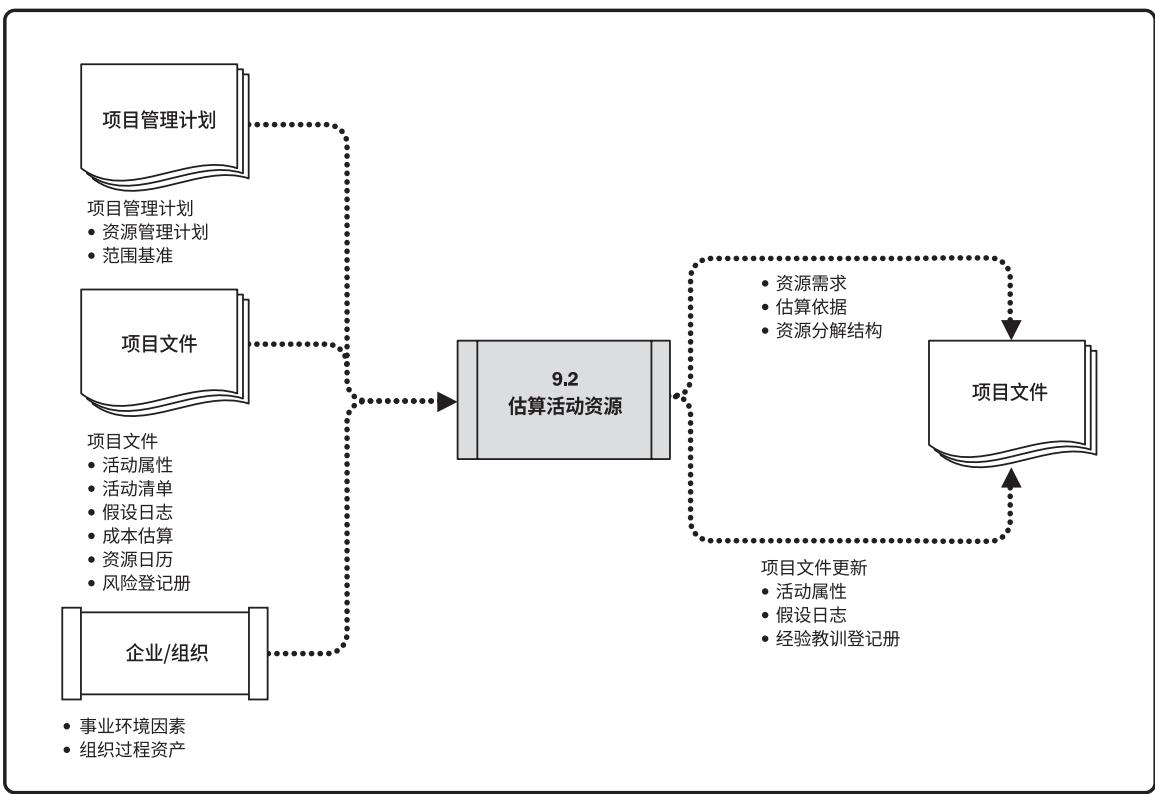 项目管理计划
项目管理计划
• 资源管理计划
• 范围基准
项目文件
项目文件
• 活动属性
• 活动清单
• 假设日志
• 成本估算
• 资源日历
• 风险登记册
企业/组织
• 事业环境因素
• 组织过程资产
9.2
估算活动资源
• 资源需求
• 估算依据
• 资源分解结构
项目文件
项目文件更新
• 活动属性
• 假设日志
• 经验教训登记册